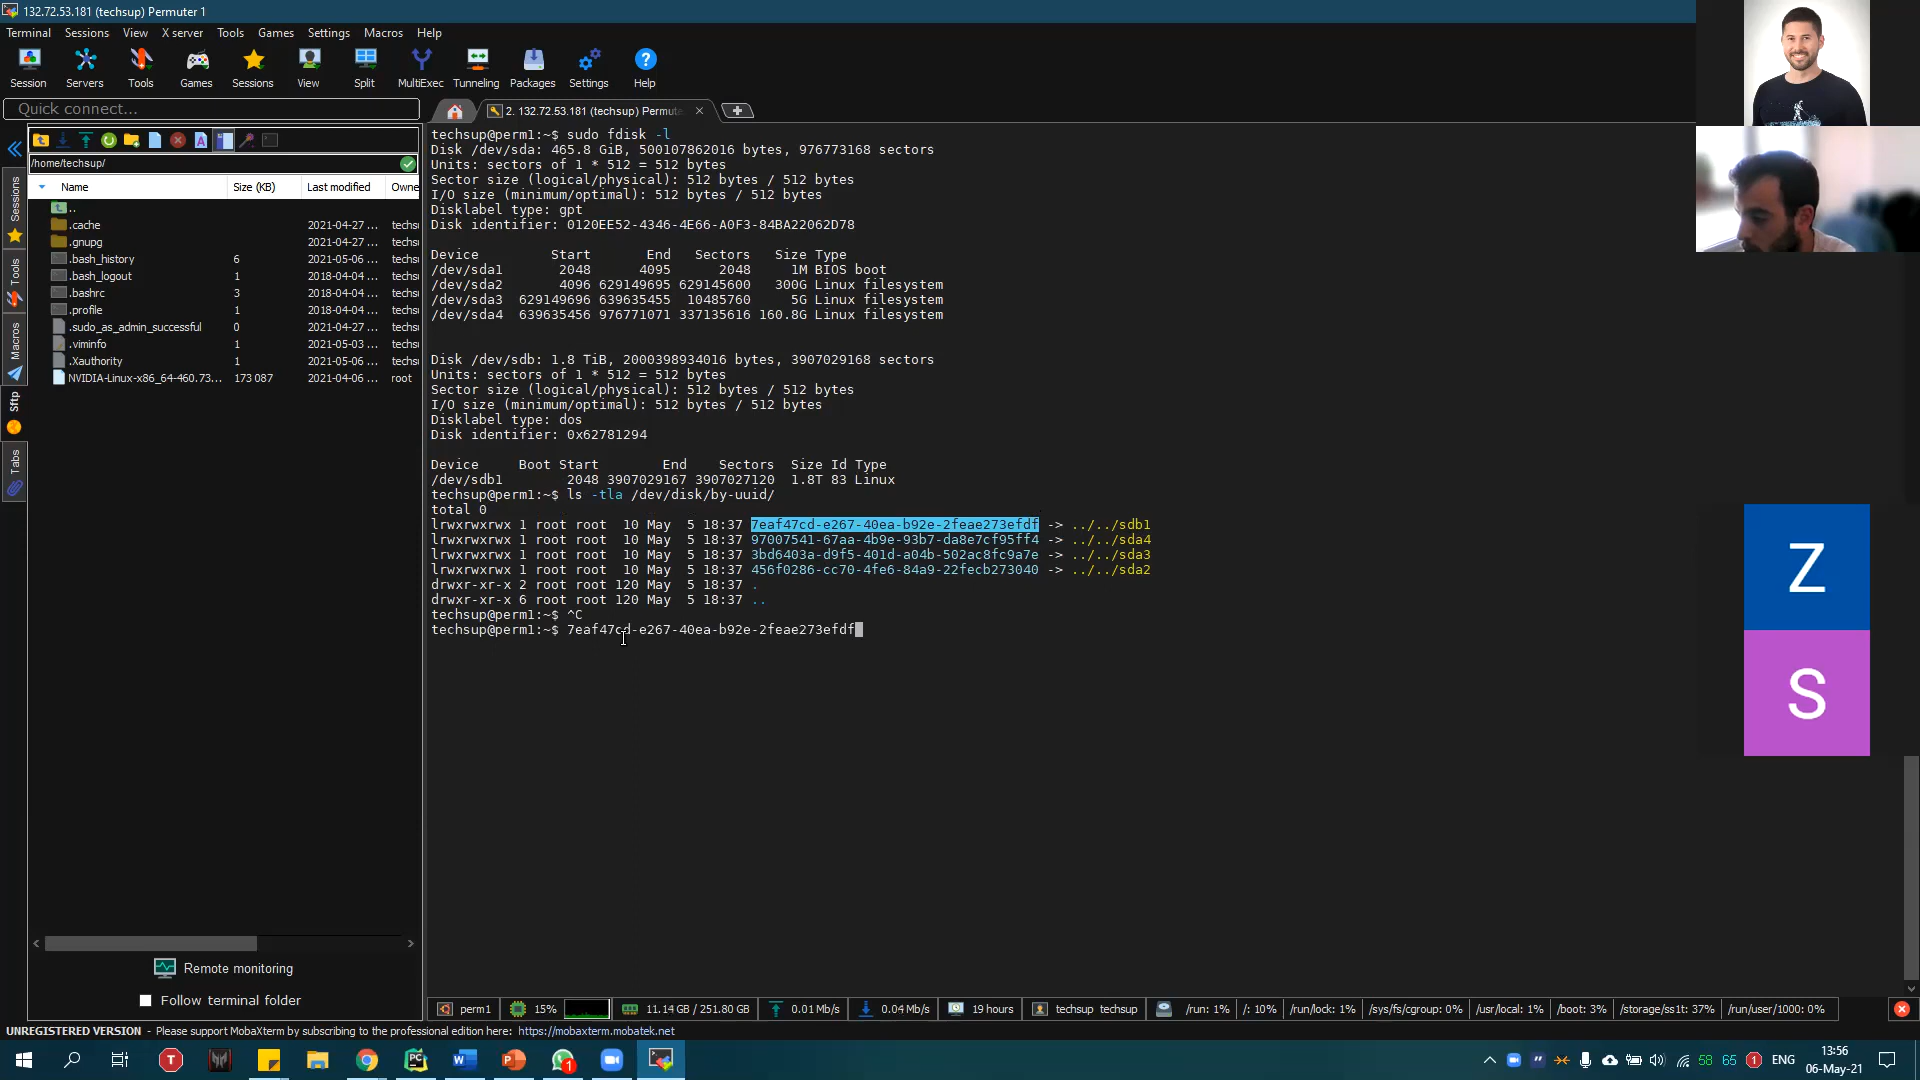 132.72.53.181 (techsup) Permuter 1
Terminal Sessions View X server Tools Games Settings Macros Help
Session Servers Tools Games Sessions View Split MultiExec Tunneling Packages Settings Help
Quick connect...
2. 132.72.53.181 (techsup) Permute
/home/techsup/
Name Size (KB) Last modified Owne
..
.cache 2021-04-27 ... techs
.gnupg 2021-04-27 ... techs
.bash_history 6 2021-05-06 ... techs
.bash_logout 1 2018-04-04 ... techs
.bashrc 3 2018-04-04 ... techs
.profile 1 2018-04-04 ... techs
.sudo_as_admin_successful 0 2021-04-27 ... techs
.viminfo 1 2021-05-03 ... techs
.Xauthority 1 2021-05-06 ... techs
NVIDIA-Linux-x86_64-460.73... 173 087 2021-04-06 ... root
Sessions
Tools
Macros
Sftp
Tabs
Remote monitoring
Follow terminal folder
techsup@perm1:~$ sudo fdisk -l
Disk /dev/sda: 465.8 GiB, 500107862016 bytes, 976773168 sectors
Units: sectors of 1 * 512 = 512 bytes
Sector size (logical/physical): 512 bytes / 512 bytes
I/O size (minimum/optimal): 512 bytes / 512 bytes
Disklabel type: gpt
Disk identifier: 0120EE52-4346-4E66-A0F3-84BA22062D78
Device Start End Sectors Size Type
/dev/sda1 2048 4095 2048 1M BIOS boot
/dev/sda2 4096 629149695 629145600 300G Linux filesystem
/dev/sda3 629149696 639635455 10485760 5G Linux filesystem
/dev/sda4 639635456 976771071 337135616 160.8G Linux filesystem
Disk /dev/sdb: 1.8 TiB, 2000398934016 bytes, 3907029168 sectors
Units: sectors of 1 * 512 = 512 bytes
Sector size (logical/physical): 512 bytes / 512 bytes
I/O size (minimum/optimal): 512 bytes / 512 bytes
Disklabel type: dos
Disk identifier: 0x62781294
Device Boot Start End Sectors Size Id Type
/dev/sdb1 2048 3907029167 3907027120 1.8T 83 Linux
techsup@perm1:~$ ls -tla /dev/disk/by-uuid/
total 0
lrwxrwxrwx 1 root root 10 May 5 18:37 7eaf47cd-e267-40ea-b92e-2feae273efdf -> ../../sdb1
lrwxrwxrwx 1 root root 10 May 5 18:37 97007541-67aa-4b9e-93b7-da8e7cf95ff4 -> ../../sda4
lrwxrwxrwx 1 root root 10 May 5 18:37 3bd6403a-d9f5-401d-a04b-502ac8fc9a7e -> ../../sda3
lrwxrwxrwx 1 root root 10 May 5 18:37 456f0286-cc70-4fe6-84a9-22fecb273040 -> ../../sda2
drwxr-xr-x 2 root root 120 May 5 18:37 .
drwxr-xr-x 6 root root 120 May 5 18:37 ..
techsup@perm1:~$ ^C
techsup@perm1:~$ 7eaf47cd-e267-40ea-b92e-2feae273efdf
Z
S
perm1 15% 11.14 GB / 251.80 GB 0.01 Mb/s 0.04 Mb/s 19 hours techsup techsup /run: 1% /: 10% /run/lock: 1% /sys/fs/cgroup: 0% /usr/local: 1% /boot: 3% /storage/ss1t: 37% /run/user/1000: 0%
UNREGISTERED VERSION - Please support MobaXterm by subscribing to the professional edition here: https://mobaxterm.mobatek.net
58 65 1 ENG 13:56
06-May-21